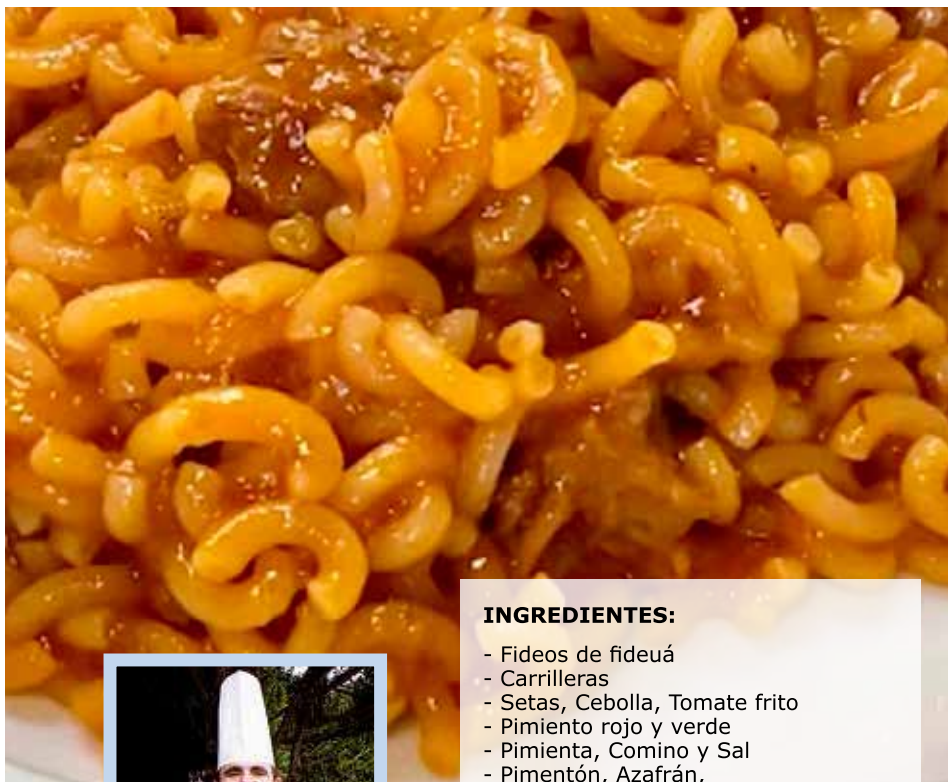 INGREDIENTES:
- Fideos de fideuá
- Carrilleras
- Setas, Cebolla, Tomate frito
- Pimiento rojo y verde
- Pimienta, Comino y Sal
- Pimentón, Azafrán,